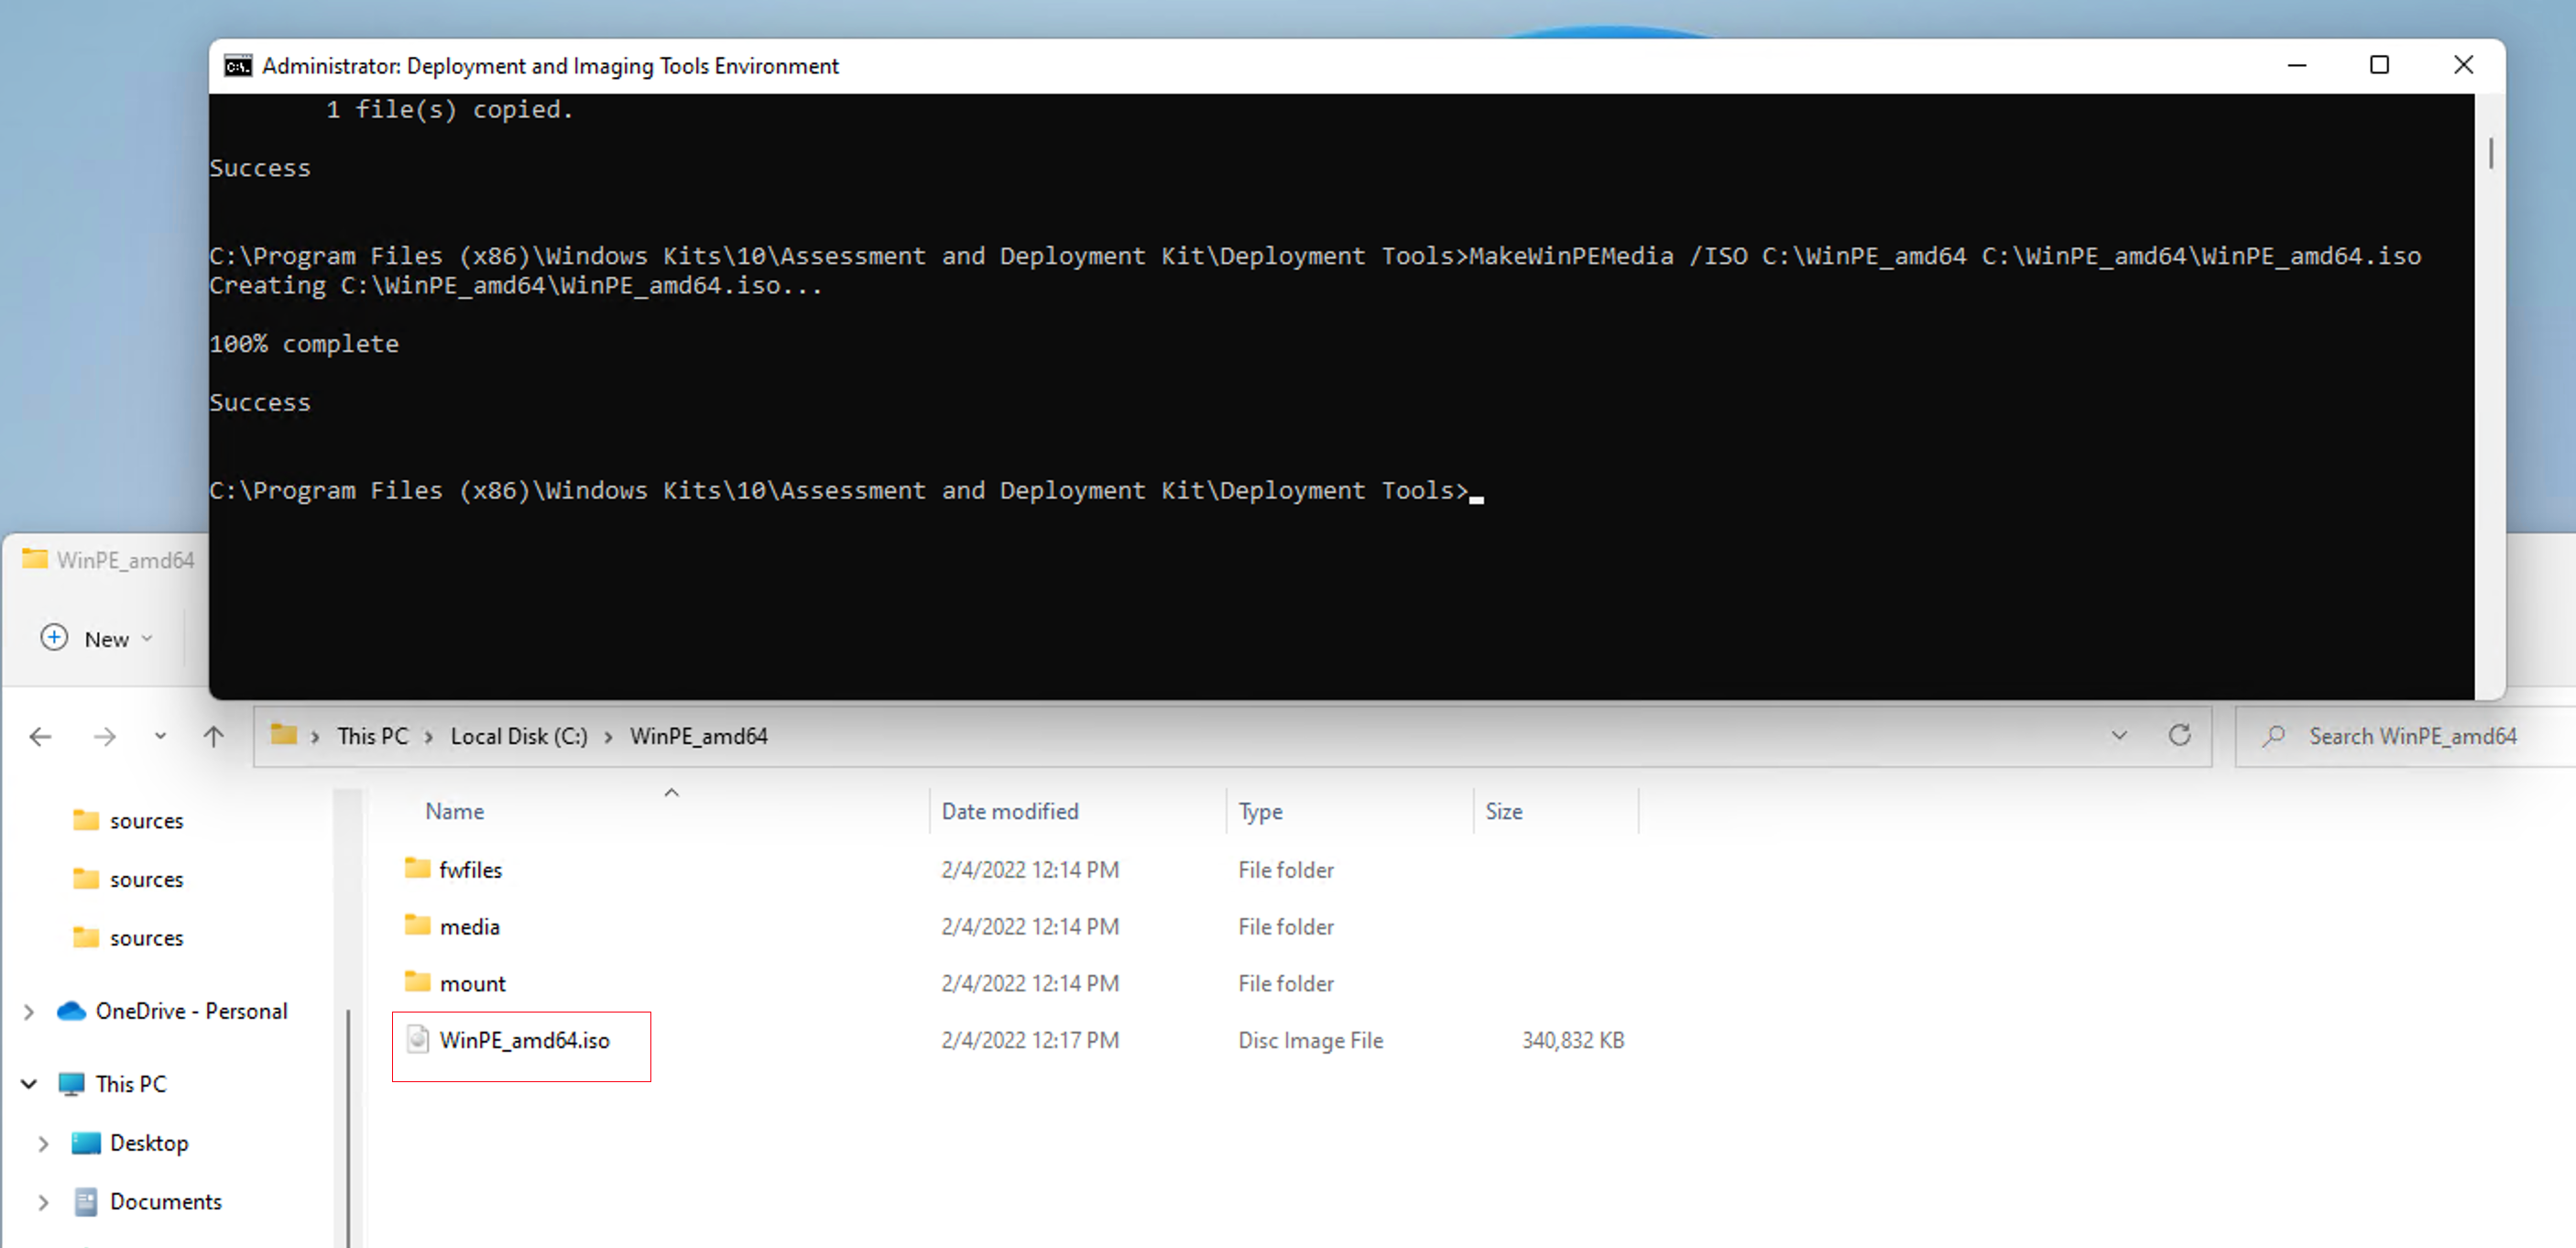 Administrator: Deployment and Imaging Tools Environment
1 file(s) copied.
Success
C:\Program Files (x86)\Windows Kits\10\Assessment and Deployment Kit\Deployment Tools>MakeWinPEMedia /ISO C:\WinPE_amd64 C:\WinPE_amd64\WinPE_amd64.iso
Creating C:\WinPE_amd64\WinPE_amd64.iso...
100% complete
Success
C:\Program Files (x86)\Windows Kits\10\Assessment and Deployment Kit\Deployment Tools>
WinPE_amd64
New
This PC > Local Disk (C:) > WinPE_amd64
Search WinPE_amd64
sources
sources
sources
OneDrive - Personal
This PC
Desktop
Documents
Name Date modified Type Size
fwfiles 2/4/2022 12:14 PM File folder
media 2/4/2022 12:14 PM File folder
mount 2/4/2022 12:14 PM File folder
WinPE_amd64.iso 2/4/2022 12:17 PM Disc Image File 340,832 KB